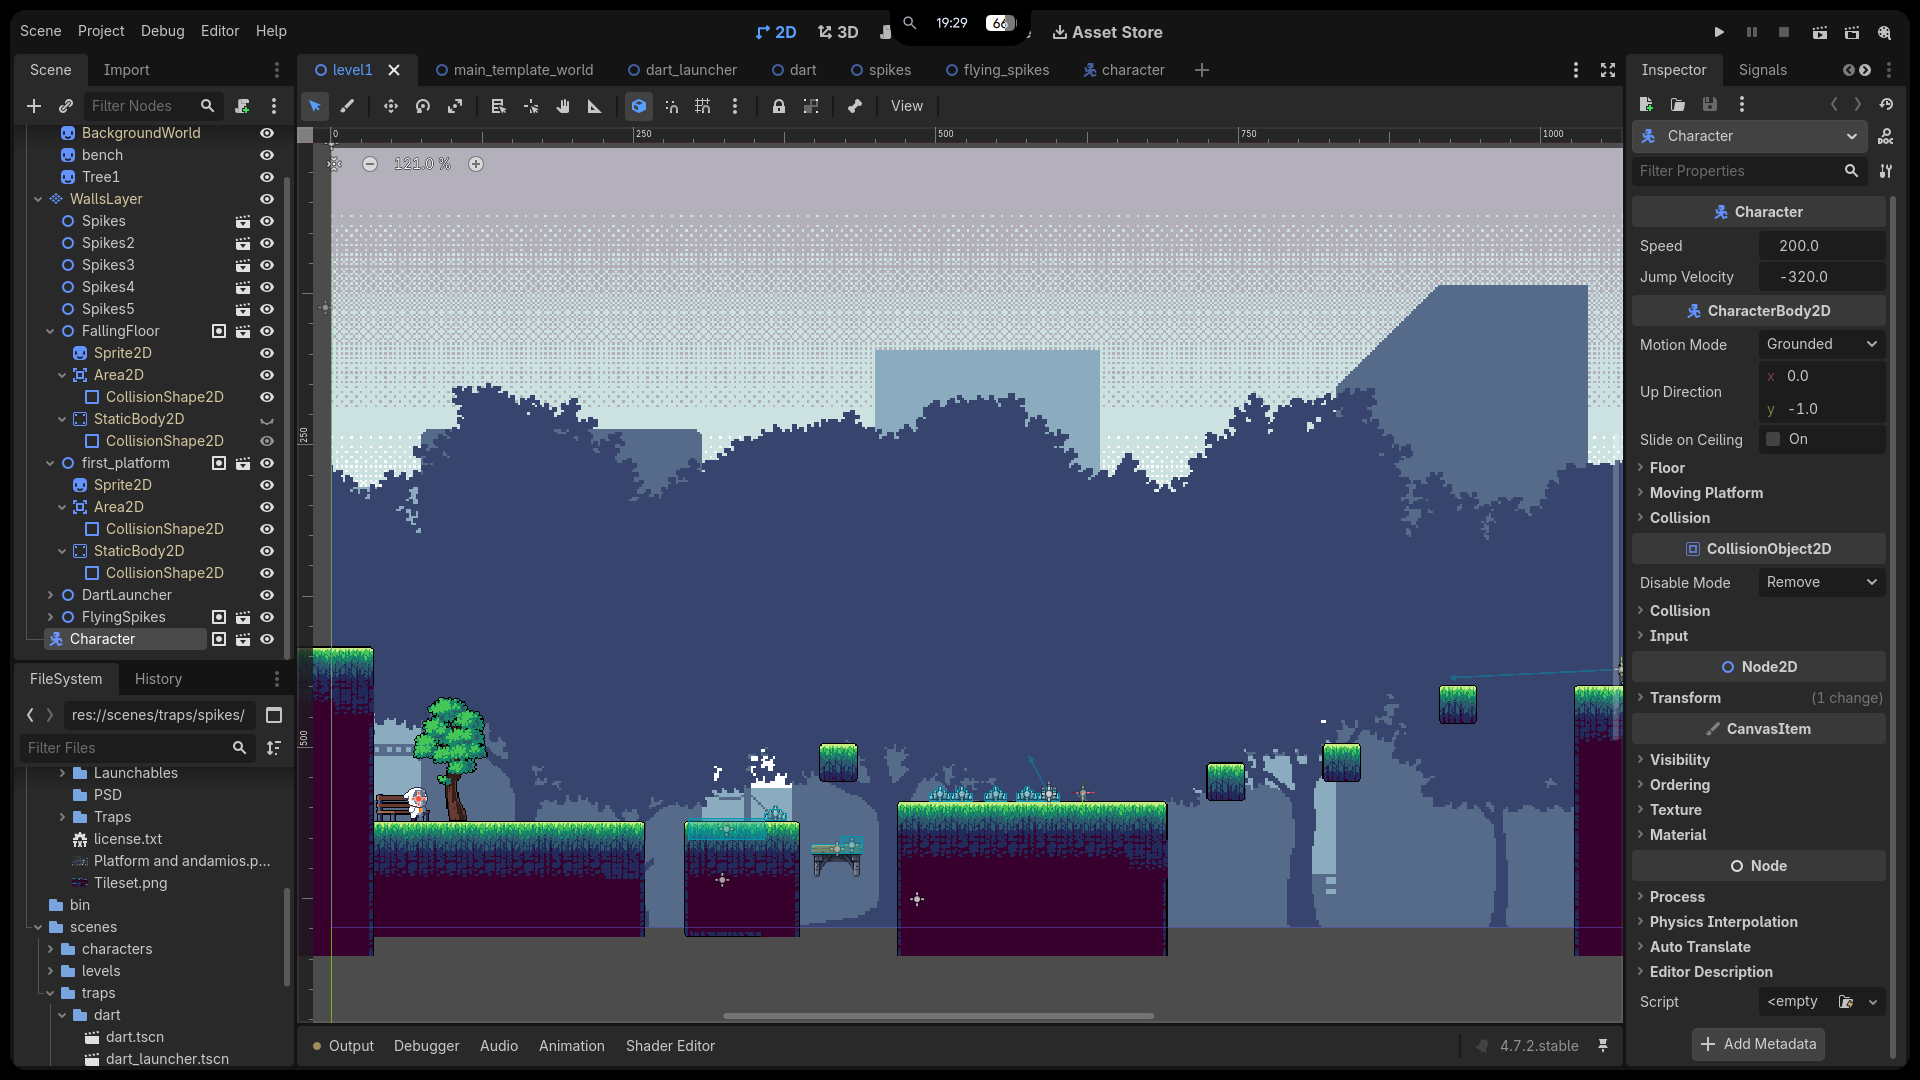 Scene Project Debug Editor Help
2D 3D 19:29 66 e Asset Store
Scene Import
level1 main_template_world dart_launcher dart spikes flying_spikes character
Inspector Signals
Filter Nodes
View
BackgroundWorld
bench
Tree1
WallsLayer
Spikes
Spikes2
Spikes3
Spikes4
Spikes5
FallingFloor
Sprite2D
Area2D
CollisionShape2D
StaticBody2D
CollisionShape2D
first_platform
Sprite2D
Area2D
CollisionShape2D
StaticBody2D
CollisionShape2D
DartLauncher
FlyingSpikes
Character
FileSystem History
res://scenes/traps/spikes/
Filter Files
Launchables
PSD
Traps
license.txt
Platform and andamios.p...
Tileset.png
bin
scenes
characters
levels
traps
dart
dart.tscn
dart_launcher.tscn
0 250 500 750 1000
121.0 %
250
500
Output Debugger Audio Animation Shader Editor
4.7.2.stable
Character
Filter Properties
Character
Speed 200.0
Jump Velocity -320.0
CharacterBody2D
Motion Mode Grounded
Up Direction x 0.0
y -1.0
Slide on Ceiling On
Floor
Moving Platform
Collision
CollisionObject2D
Disable Mode Remove
Collision
Input
Node2D
Transform (1 change)
CanvasItem
Visibility
Ordering
Texture
Material
Node
Process
Physics Interpolation
Auto Translate
Editor Description
Script <empty
Add Metadata